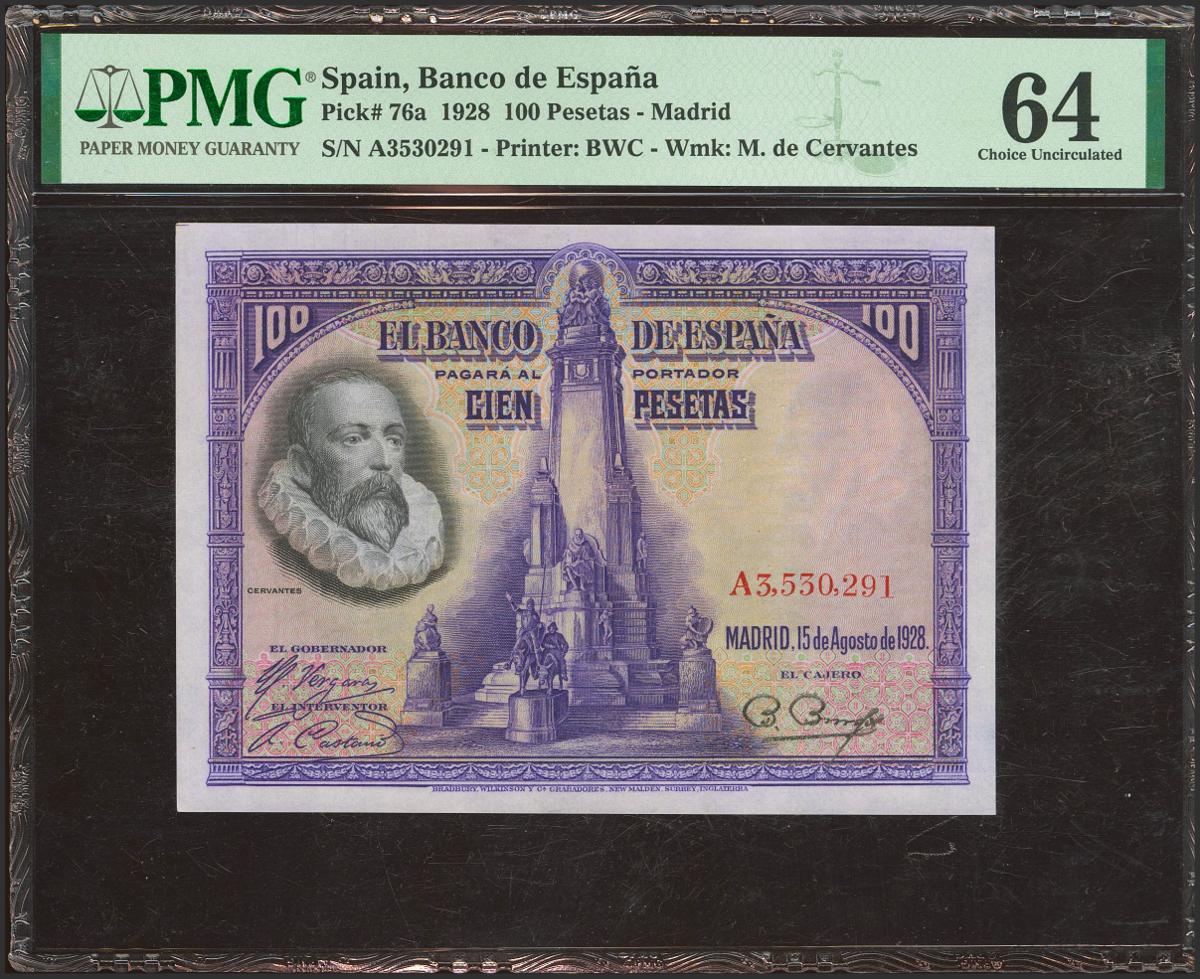 PMG
PMG®
PAPER MONEY GUARANTY
Spain, Banco de España
Pick# 76a 1928 100 Pesetas - Madrid
S/N A3530291 - Printer: BWC - Wmk: M. de Cervantes
64
Choice Uncirculated
100 100
EL BANCO DE ESPAÑA
PAGARÁ AL PORTADOR
CIEN PESETAS
CERVANTES
A3,530,291
MADRID, 15 de Agosto de 1928.
EL GOBERNADOR
EL CAJERO
EL INTERVENTOR
BRADBURY, WILKINSON Y Cª GRABADORES, NEW MALDEN, SURREY, INGLATERRA